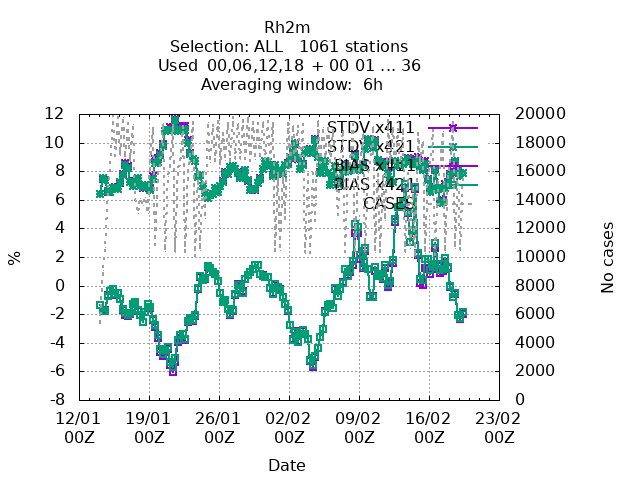 Rh2m
Selection: ALL   1061 stations
Used  00,06,12,18  + 00 01 ... 36
Averaging window:  6h
12
10
8
6
4
2
0
-2
-4
-6
-8
%
20000
18000
16000
14000
12000
10000
8000
6000
4000
2000
0
No cases
STDV x411
STDV x421
BIAS x411
BIAS x421
CASES
12/01 19/01 26/01 02/02 09/02 16/02 23/02
00Z 00Z 00Z 00Z 00Z 00Z 00Z
Date